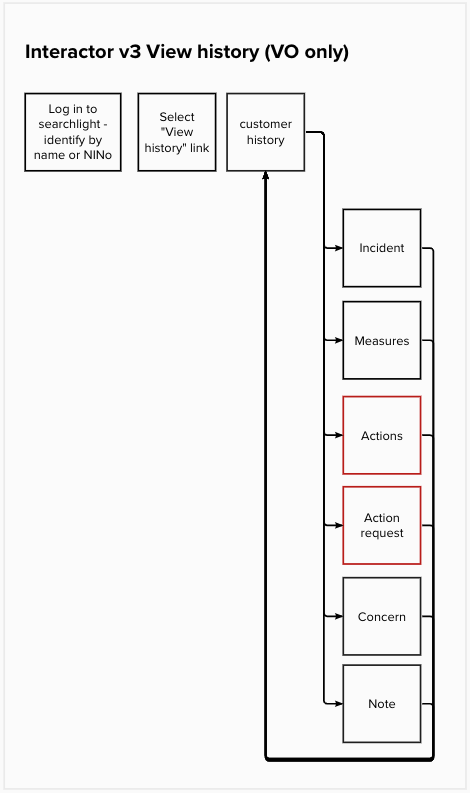 Interactor v3 View history (VO only)
Log in to
searchlight -
identify by
name or NINo
Select
"View
history" link
customer
history
Incident
Measures
Actions
Action
request
Concern
Note